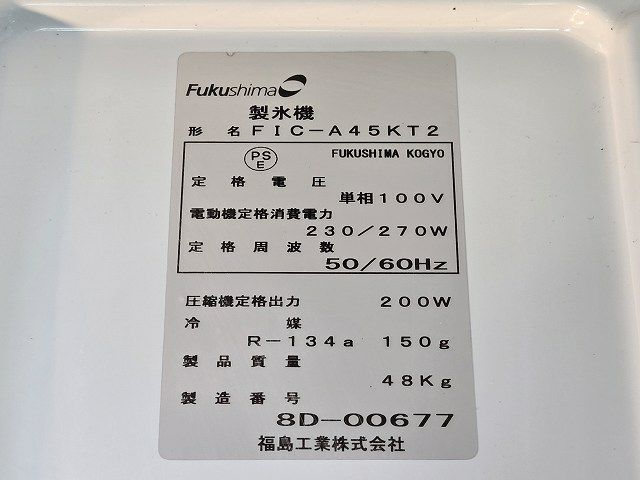 Fukushima
製氷機
形名 FIC-A45KT2
PS
E
FUKUSHIMA KOGYO
定格電圧
単相100V
電動機定格消費電力
230/270W
定格周波数
50/60Hz
圧縮機定格出力 200W
冷媒
R-134a 150g
製品質量
48Kg
製造番号
8D-00677
福島工業株式会社